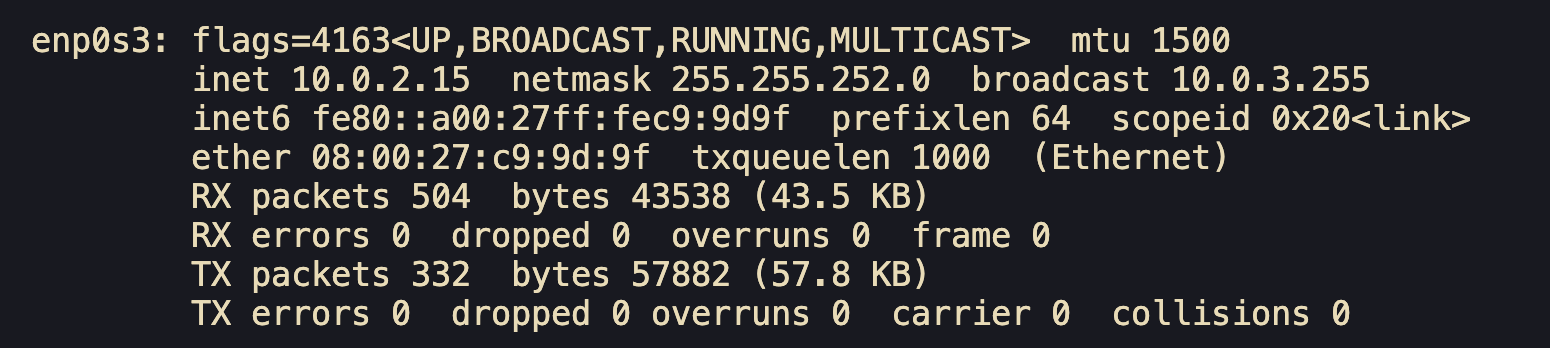 enp0s3: flags=4163<UP,BROADCAST,RUNNING,MULTICAST>  mtu 1500
        inet 10.0.2.15  netmask 255.255.252.0  broadcast 10.0.3.255
        inet6 fe80::a00:27ff:fec9:9d9f  prefixlen 64  scopeid 0x20<link>
        ether 08:00:27:c9:9d:9f  txqueuelen 1000  (Ethernet)
        RX packets 504  bytes 43538 (43.5 KB)
        RX errors 0  dropped 0  overruns 0  frame 0
        TX packets 332  bytes 57882 (57.8 KB)
        TX errors 0  dropped 0 overruns 0  carrier 0  collisions 0